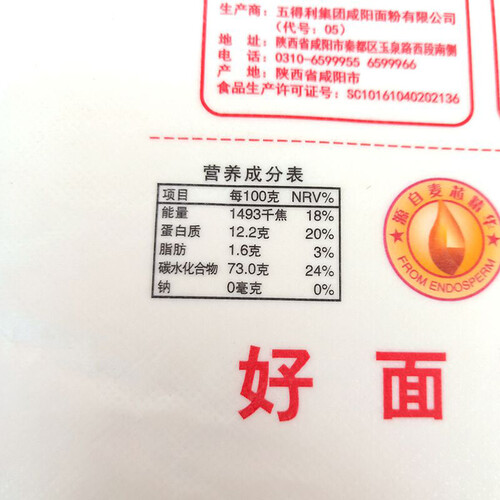 生产商：五得利集团咸阳面粉有限公司
（代号：05）
地 址：陕西省咸阳市秦都区玉泉路西段南侧
电 话：0310-6599955 6599966
产 地：陕西省咸阳市
食品生产许可证号：SC10161040202136
营养成分表
项目 每100克 NRV%
能量 1493千焦 18%
蛋白质 12.2克 20%
脂肪 1.6克 3%
碳水化合物 73.0克 24%
钠 0毫克 0%
★源自麦芯精华★
FROM ENDOSPERM
好面